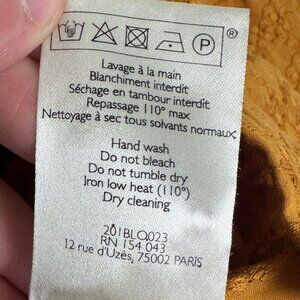 P ®
Lavage à la main
Blanchiment interdit
Séchage en tambour interdit
Repassage 110° max
Nettoyage à sec tous solvants normaux
Hand wash
Do not bleach
Do not tumble dry
Iron low heat (110°)
Dry cleaning
201BLO023
RN 154 043
12 rue d'Uzès, 75002 PARIS